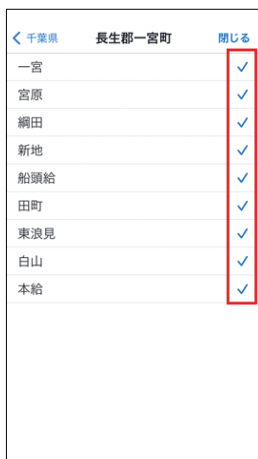 千葉県 長生郡一宮町 閉じる
一宮
宮原
綱田
新地
船頭給
田町
東浪見
白山
本給